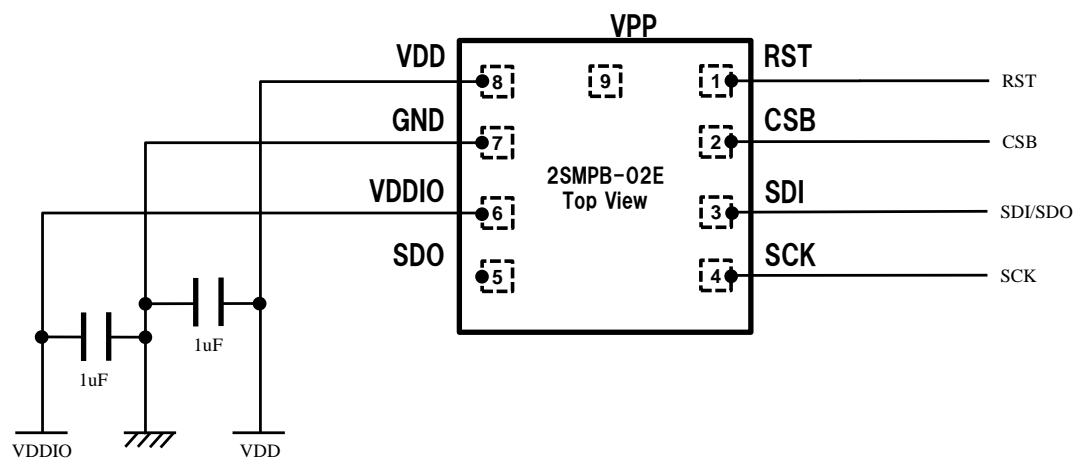 VPP
VDD
RST
8
9
1
RST
GND
CSB
7
2
CSB
2SMPB-02E
Top View
VDDIO
SDI
6
3
SDI/SDO
SDO
SCK
5
4
SCK
1uF
1uF
VDDIO
VDD